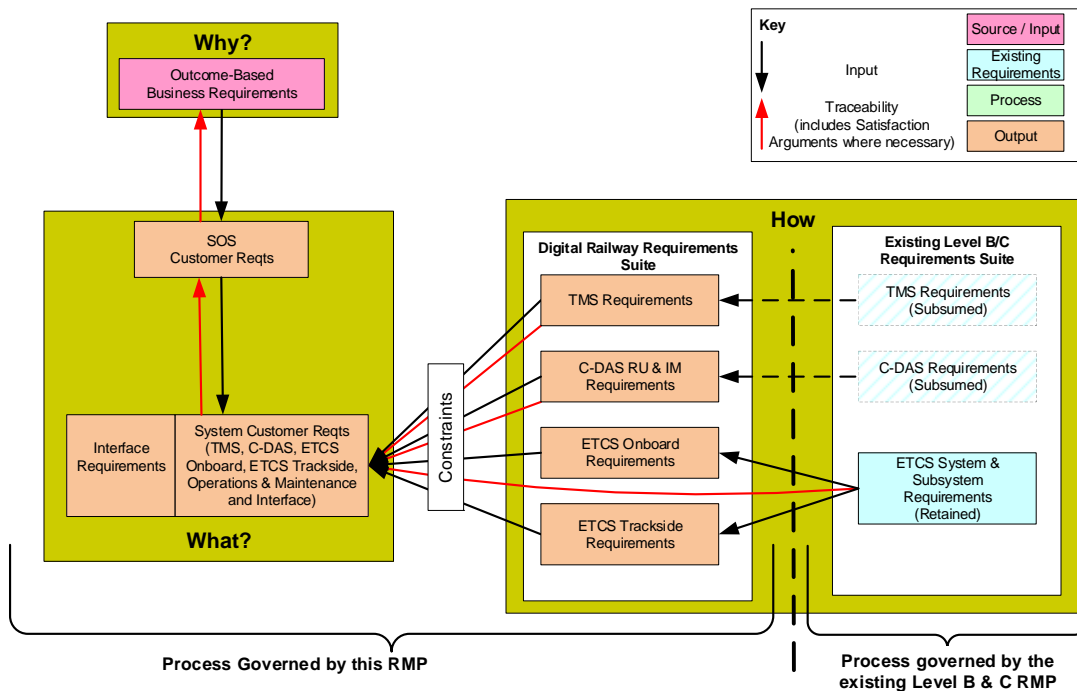 Why?
Outcome-Based
Business Requirements
Key
Input
Traceability
(includes Satisfaction
Arguments where necessary)
Source / Input
Existing
Requirements
Process
Output
SOS
Customer Reqts
Interface
Requirements
System Customer Reqts
(TMS, C-DAS, ETCS
Onboard, ETCS Trackside,
Operations & Maintenance
and Interface)
What?
Constraints
How
Digital Railway Requirements
Suite
TMS Requirements
C-DAS RU & IM
Requirements
ETCS Onboard
Requirements
ETCS Trackside
Requirements
Existing Level B/C
Requirements Suite
TMS Requirements
(Subsumed)
C-DAS Requirements
(Subsumed)
ETCS System &
Subsystem
Requirements
(Retained)
Process Governed by this RMP
Process governed by the
existing Level B & C RMP